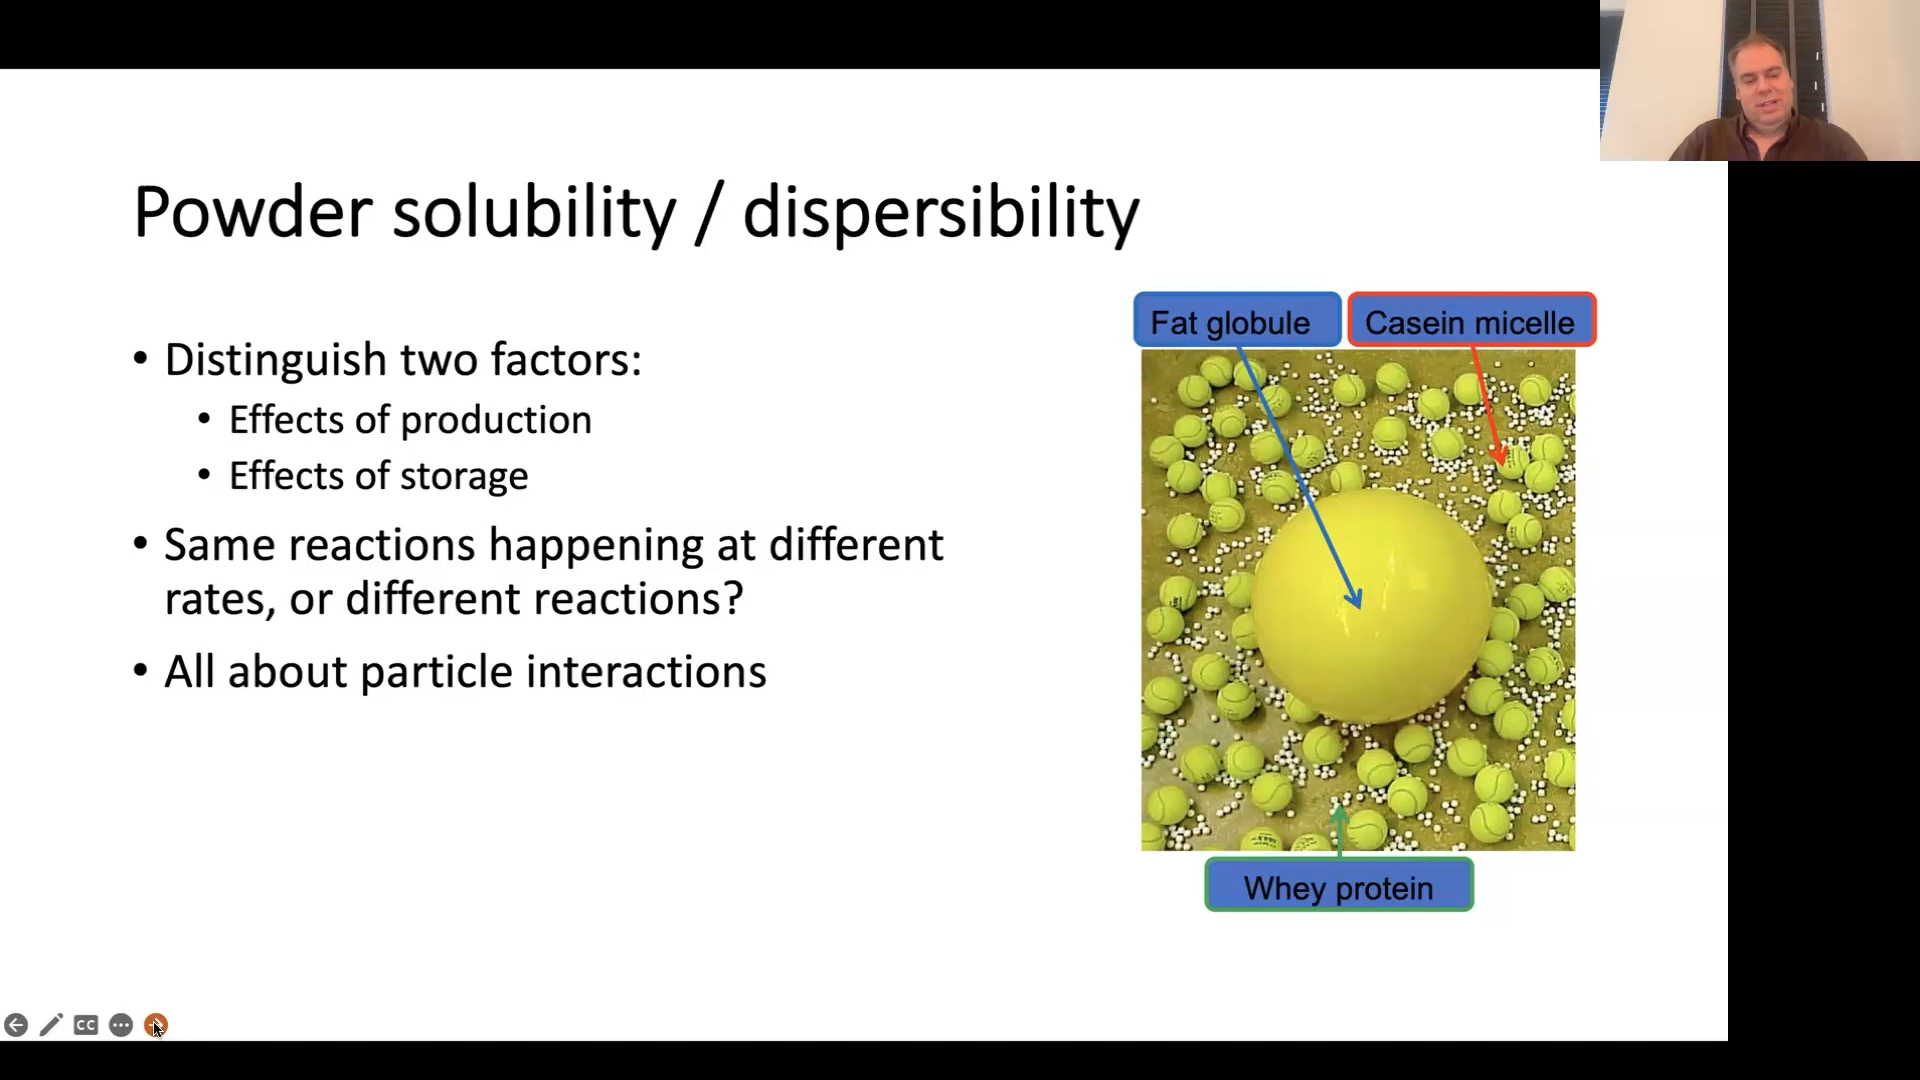 Powder solubility / dispersibility
• Distinguish two factors:
• Effects of production
• Effects of storage
• Same reactions happening at different
rates, or different reactions?
• All about particle interactions
Fat globule
Casein micelle
Whey protein
CC